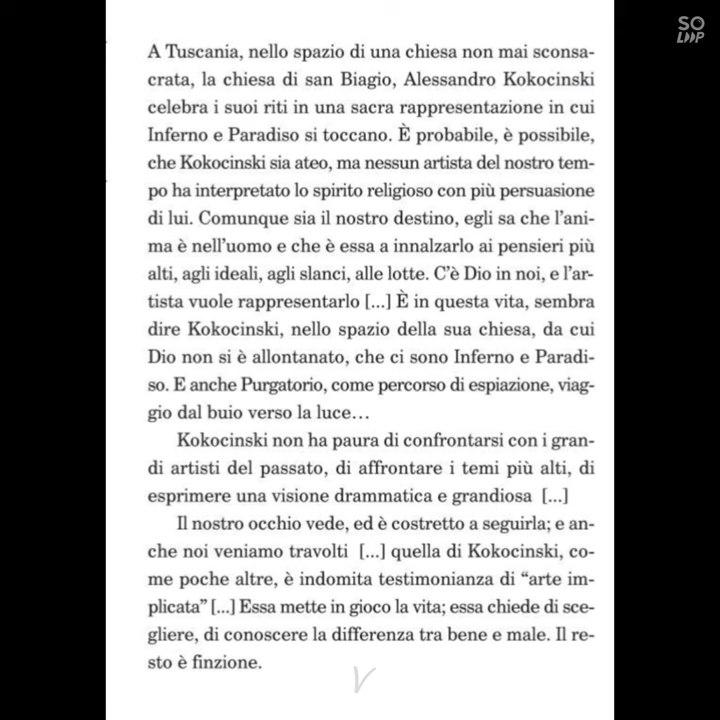 SO
LOOP
A Tuscania, nello spazio di una chiesa non mai sconsa-
crata, la chiesa di san Biagio, Alessandro Kokocinski
celebra i suoi riti in una sacra rappresentazione in cui
Inferno e Paradiso si toccano. È probabile, è possibile,
che Kokocinski sia ateo, ma nessun artista del nostro tem-
po ha interpretato lo spirito religioso con più persuasione
di lui. Comunque sia il nostro destino, egli sa che l’ani-
ma è nell’uomo e che è essa a innalzarlo ai pensieri più
alti, agli ideali, agli slanci, alle lotte. C’è Dio in noi, e l’ar-
tista vuole rappresentarlo [...] È in questa vita, sembra
dire Kokocinski, nello spazio della sua chiesa, da cui
Dio non si è allontanato, che ci sono Inferno e Paradi-
so. E anche Purgatorio, come percorso di espiazione, viag-
gio dal buio verso la luce…
Kokocinski non ha paura di confrontarsi con i gran-
di artisti del passato, di affrontare i temi più alti, di
esprimere una visione drammatica e grandiosa [...]
Il nostro occhio vede, ed è costretto a seguirla; e an-
che noi veniamo travolti [...] quella di Kokocinski, co-
me poche altre, è indomita testimonianza di “arte im-
plicata” [...] Essa mette in gioco la vita; essa chiede di sce-
gliere, di conoscere la differenza tra bene e male. Il re-
sto è finzione.
V